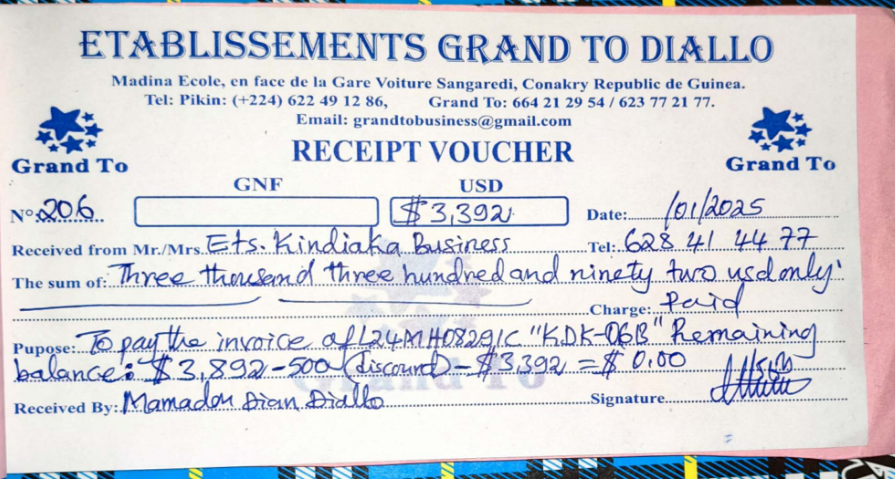 ETABLISSEMENTS GRAND TO DIALLO
Madina Ecole, en face de la Gare Voiture Sangaredi, Conakry Republic de Guinea.
Tel: Pikin: (+224) 622 49 12 86, Grand To: 664 21 29 54 / 623 77 21 77.
Email: grandtobusiness@gmail.com
Grand To
RECEIPT VOUCHER
Grand To
GNF USD
N°: 206 $3,392 Date: /01/2025
Received from Mr./Mrs. Ets. Kindiaka Business Tel: 628 41 44 77
The sum of: Three thousand three hundred and ninety two usd only
Charge: Paid
Pupose: To pay the invoice of L24MH0829/C "KDK-06B" Remaining
balance: $3,892-500 (discount) - $3,392 = $0.00
Received By: Mamadou Dian Diallo Signature